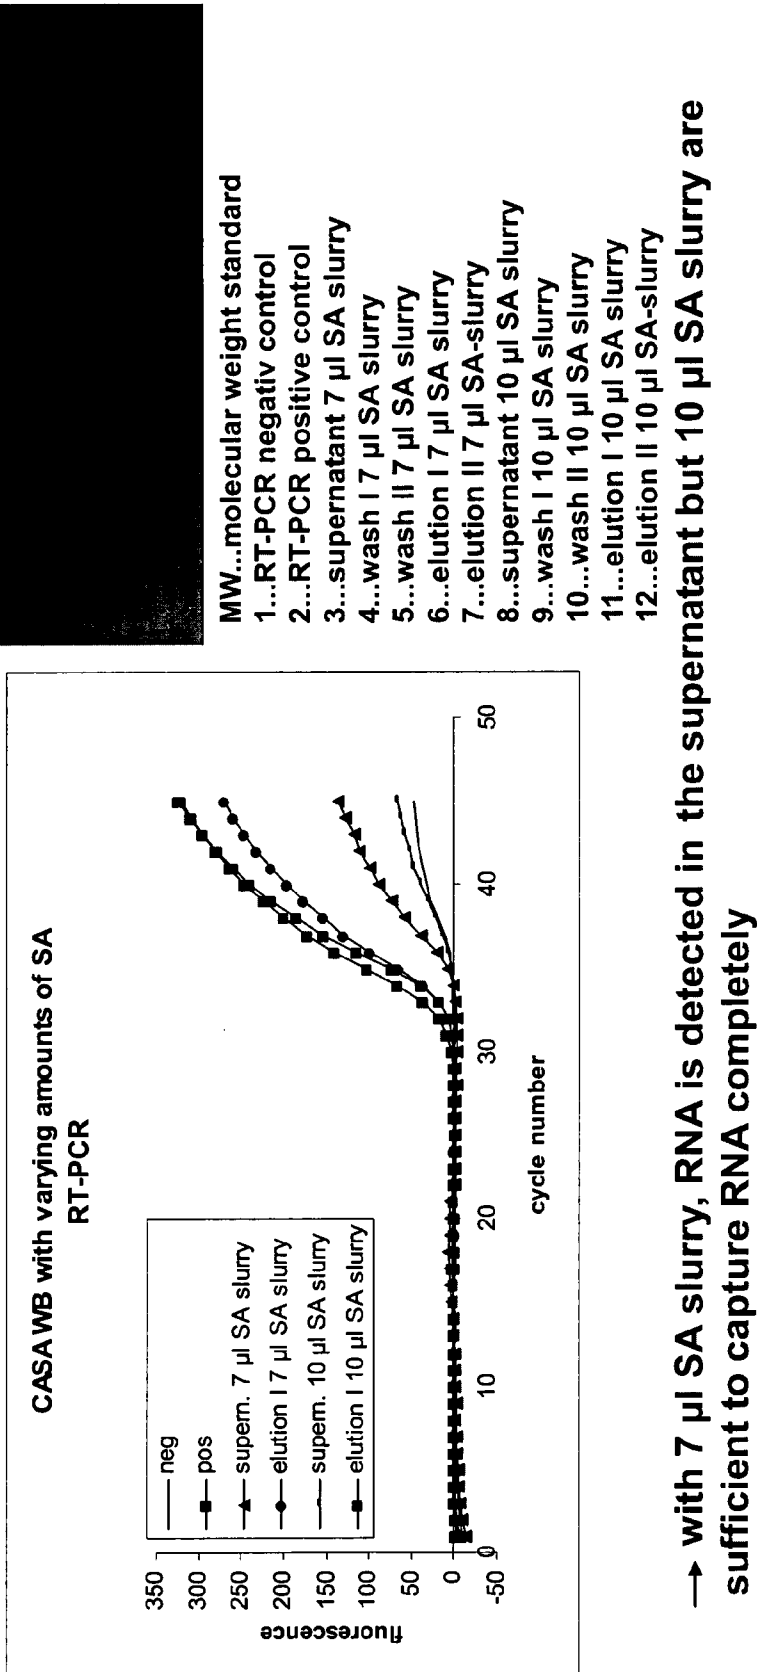 CASA WB with varying amounts of SA
RT-PCR
neg
pos
supern. 7 µl SA slurry
elution I 7 µl SA slurry
supern. 10 µl SA slurry
elution I 10 µl SA slurry
350
300
250
200
150
100
50
0
-50
fluorescence
0
10
20
30
40
50
cycle number
MW...molecular weight standard
1...RT-PCR negativ control
2...RT-PCR positive control
3...supernatant 7 µl SA slurry
4...wash I 7 µl SA slurry
5...wash II 7 µl SA slurry
6...elution I 7 µl SA slurry
7...elution II 7 µl SA-slurry
8...supernatant 10 µl SA slurry
9...wash I 10 µl SA slurry
10...wash II 10 µl SA slurry
11...elution I 10 µl SA slurry
12...elution II 10 µl SA-slurry
→ with 7 µl SA slurry, RNA is detected in the supernatant but 10 µl SA slurry are
sufficient to capture RNA completely